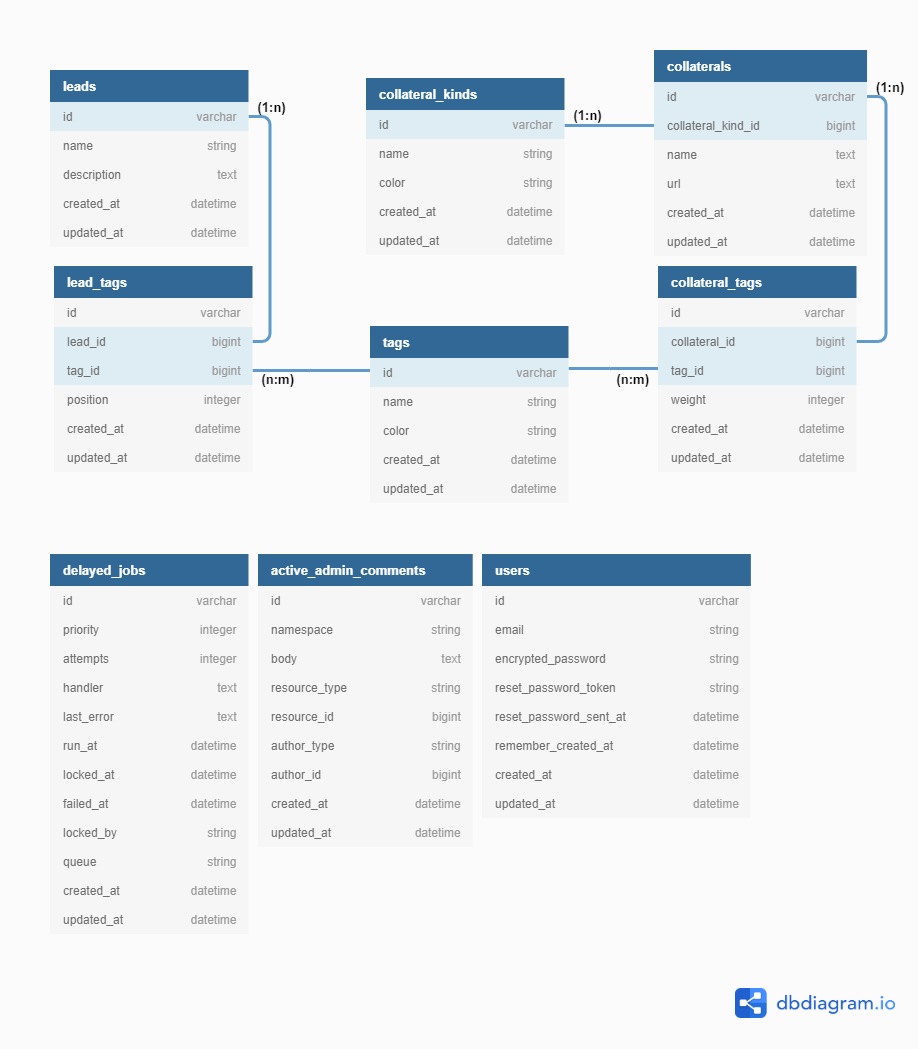 leads
id varchar
name string
description text
created_at datetime
updated_at datetime
(1:n)
collateral_kinds
id varchar
name string
color string
created_at datetime
updated_at datetime
(1:n)
collaterals
id varchar
collateral_kind_id bigint
name text
url text
created_at datetime
updated_at datetime
(1:n)
lead_tags
id varchar
lead_id bigint
tag_id bigint
position integer
created_at datetime
updated_at datetime
(n:m)
tags
id varchar
name string
color string
created_at datetime
updated_at datetime
(n:m)
collateral_tags
id varchar
collateral_id bigint
tag_id bigint
weight integer
created_at datetime
updated_at datetime
delayed_jobs
id varchar
priority integer
attempts integer
handler text
last_error text
run_at datetime
locked_at datetime
failed_at datetime
locked_by string
queue string
created_at datetime
updated_at datetime
active_admin_comments
id varchar
namespace string
body text
resource_type string
resource_id bigint
author_type string
author_id bigint
created_at datetime
updated_at datetime
users
id varchar
email string
encrypted_password string
reset_password_token string
reset_password_sent_at datetime
remember_created_at datetime
created_at datetime
updated_at datetime
dbdiagram.io